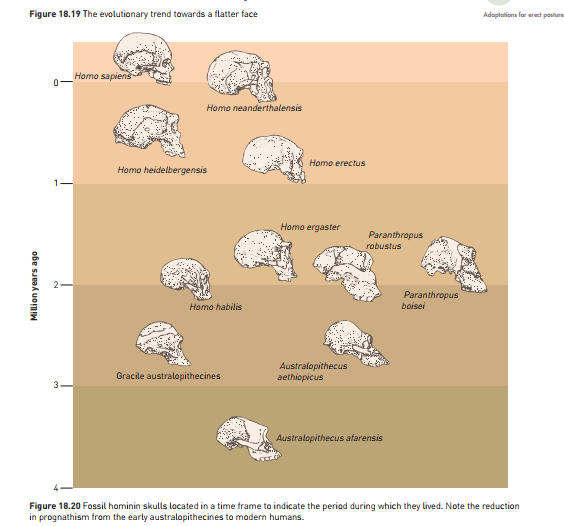 Figure 18.19 The evolutionary trend towards a flatter face
Adaptations for erect posture
Homo sapiens
0
Homo neanderthalensis
Homo heidelbergensis
Homo erectus
1
Homo ergaster
Paranthropus
robustus
2
Paranthropus
boisei
Homo habilis
Million years ago
Gracile australopithecines
Australopithecus
aethiopicus
3
Australopithecus afarensis
4
Figure 18.20 Fossil hominin skulls located in a time frame to indicate the period during which they lived. Note the reduction
in prognathism from the early australopithecines to modern humans.